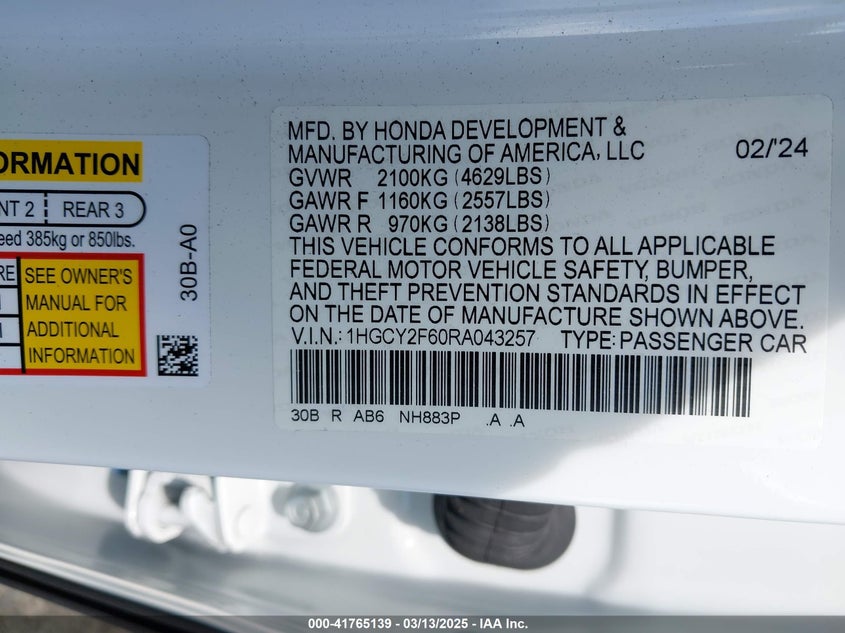 ORMATION
NT 2 | REAR 3
eed 385kg or 850lbs.
RE
SEE OWNER'S
MANUAL FOR
ADDITIONAL
INFORMATION
30B-A0
MFD. BY HONDA DEVELOPMENT &
MANUFACTURING OF AMERICA, LLC 02/'24
GVWR 2100KG (4629LBS)
GAWR F 1160KG (2557LBS)
GAWR R 970KG (2138LBS)
THIS VEHICLE CONFORMS TO ALL APPLICABLE
FEDERAL MOTOR VEHICLE SAFETY, BUMPER,
AND THEFT PREVENTION STANDARDS IN EFFECT
ON THE DATE OF MANUFACTURE SHOWN ABOVE.
V.I.N.: 1HGCY2F60RA043257 TYPE: PASSENGER CAR
30B R AB6 NH883P .A .A
000-41765139 / 03/13/2025 - IAA Inc.